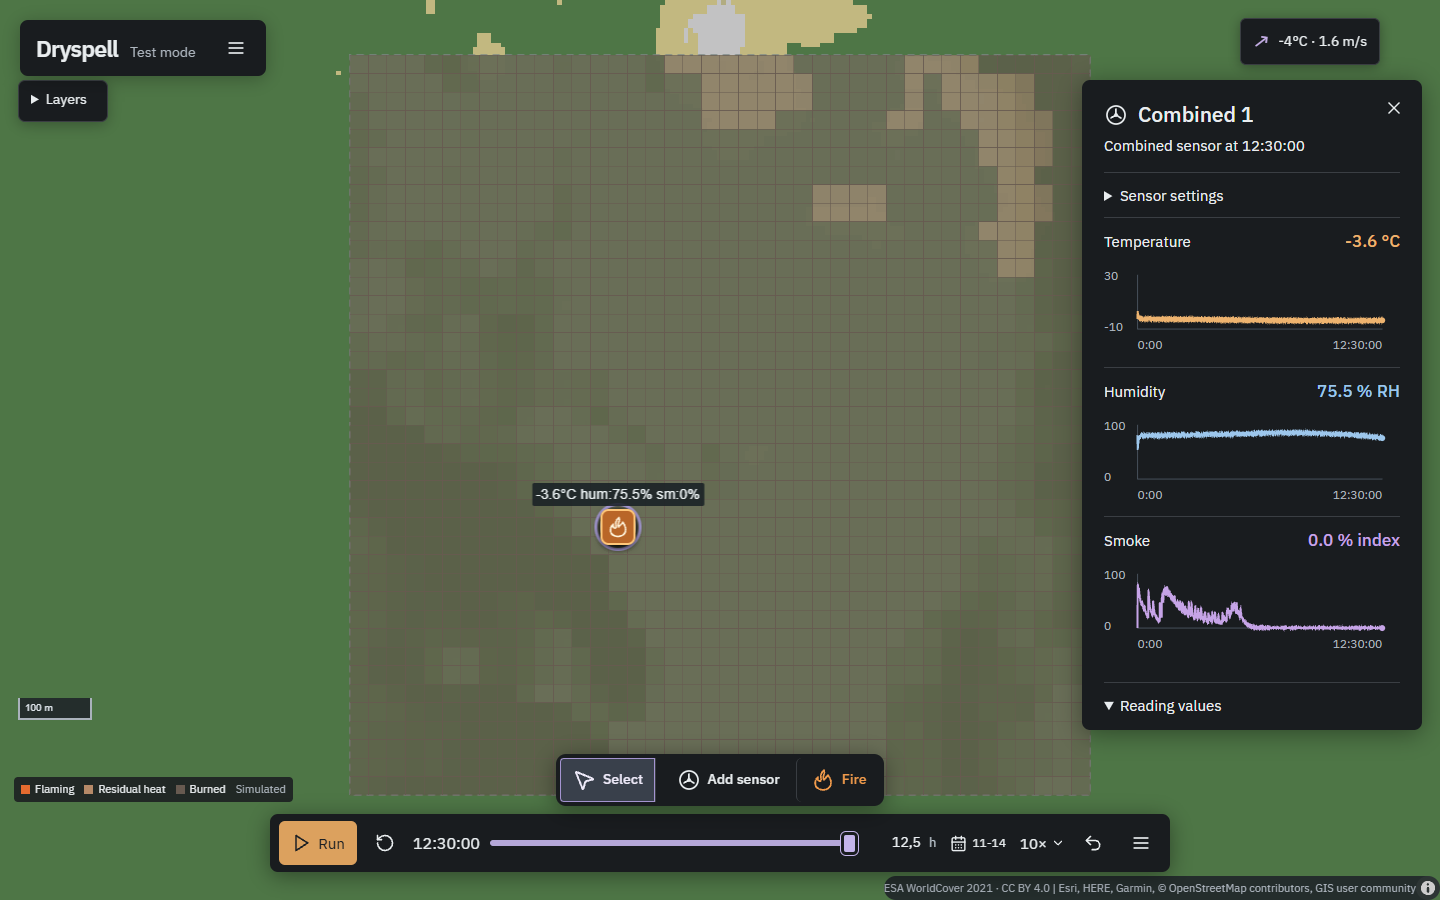 Dryspell Test mode
Layers
-4°C · 1.6 m/s
Combined 1
Combined sensor at 12:30:00
Sensor settings
Temperature -3.6 °C
30
-10
0:00 12:30:00
Humidity 75.5 % RH
100
0
0:00 12:30:00
Smoke 0.0 % index
100
0
0:00 12:30:00
Reading values
-3.6°C hum:75.5% sm:0%
100 m
Flaming Residual heat Burned Simulated
Select Add sensor Fire
Run 12:30:00 12,5 h 11-14 10×
ESA WorldCover 2021 · CC BY 4.0 | Esri, HERE, Garmin, © OpenStreetMap contributors, GIS user community